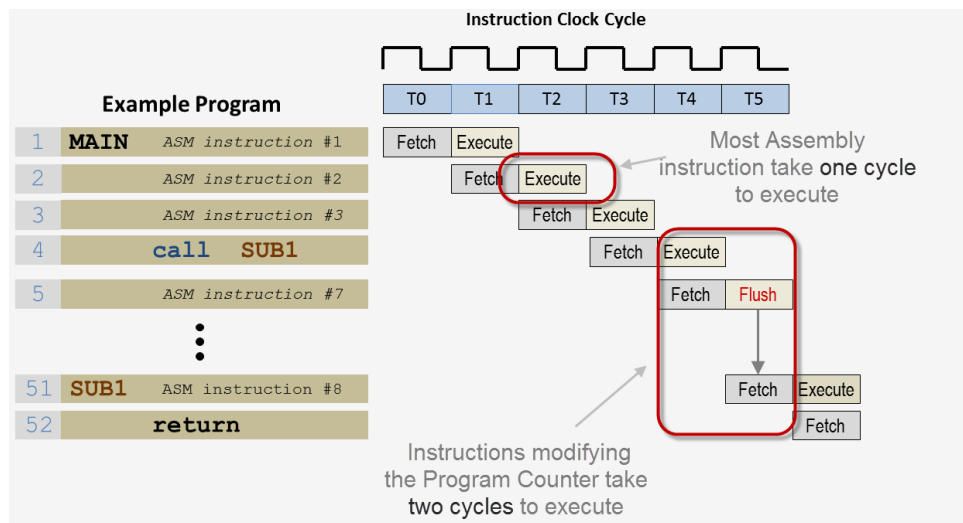 Instruction Clock Cycle
Example Program
T0 T1 T2 T3 T4 T5
1 MAIN ASM instruction #1 Fetch Execute
2 ASM instruction #2 Fetch Execute
3 ASM instruction #3 Fetch Execute
4 call SUB1 Fetch Execute
5 ASM instruction #7 Fetch Flush
51 SUB1 ASM instruction #8 Fetch Execute
52 return Fetch
Most Assembly
instruction take one cycle
to execute
Instructions modifying
the Program Counter take
two cycles to execute